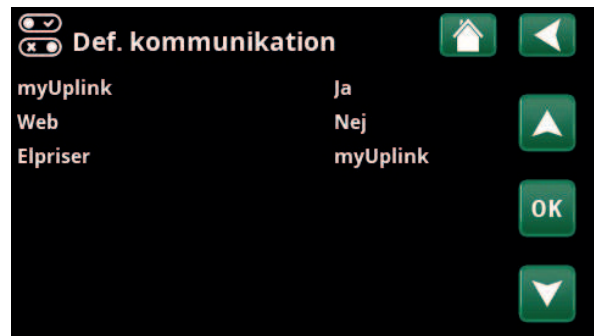 Def. kommunikation
myUplink Ja
Web Nej
Elpriser myUplink
OK